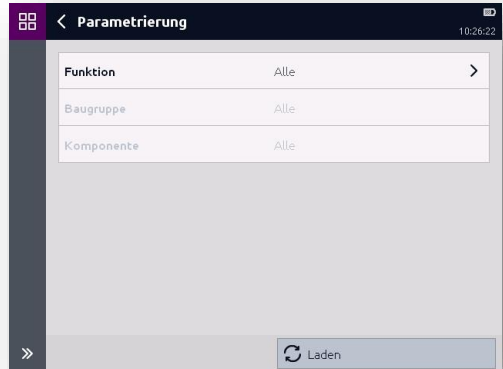 Parametrierung
10:26:22
Funktion Alle
Baugruppe Alle
Komponente Alle
Laden